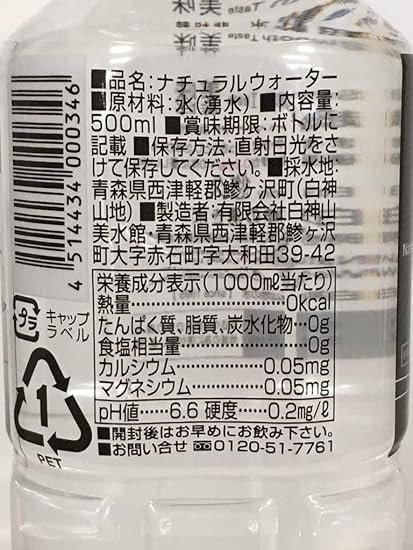 美味
■品名:ナチュラルウォーター
■原材料:水(湧水)■内容量:
500ml■賞味期限:ボトルに
記載■保存方法:直射日光をさ
けて保存してください。■採水地:
青森県西津軽郡鰺ヶ沢町(白神
山地)■製造者:有限会社白神山
美水館・青森県西津軽郡鰺ヶ沢
町大字赤石町字大和田39-42
4 514434 000346
栄養成分表示(1000mℓ当たり)
熱量…0kcal
たんぱく質、脂質、炭水化物…0g
食塩相当量…0g
カルシウム…0.05mg
マグネシウム…0.05mg
pH値……6.6 硬度……0.2mg/ℓ
■開封後はお早めにお飲み下さい。
■お問い合せ 0120-51-7761
プラ
キャップ
ラベル
1
PET